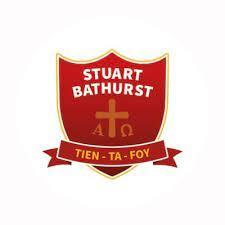 STUART
BATHURST
Α Ω
TIEN - TA - FOY